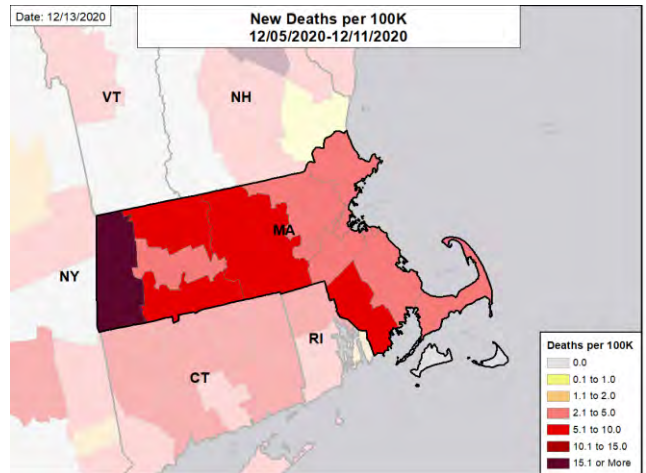 Date: 12/13/2020
New Deaths per 100K
12/05/2020-12/11/2020
VT
NH
MA
NY
RI
CT
Deaths per 100K
0.0
0.1 to 1.0
1.1 to 2.0
2.1 to 5.0
5.1 to 10.0
10.1 to 15.0
15.1 or More